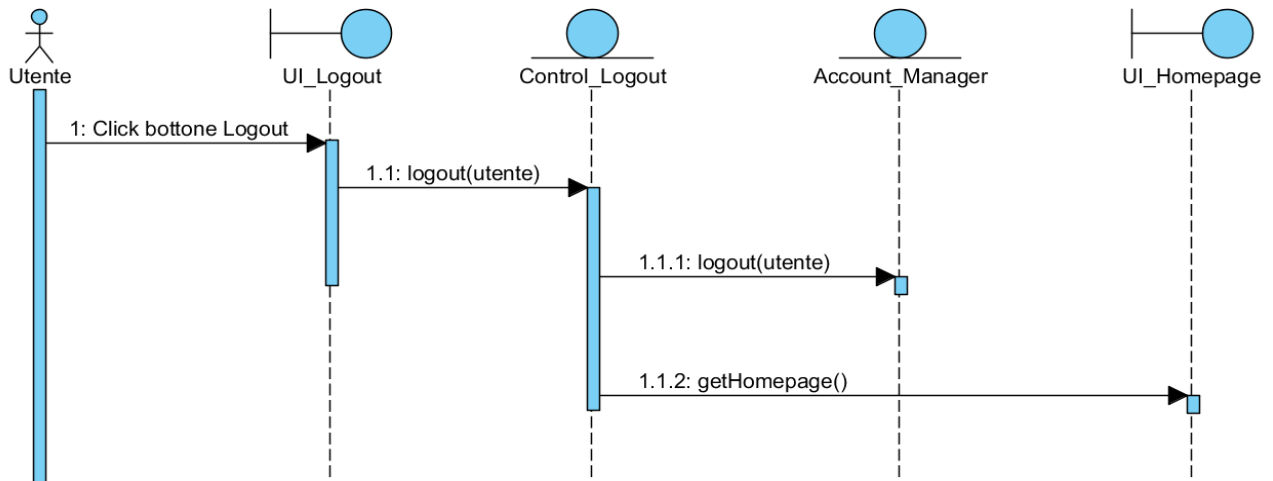 Utente
UI_Logout
Control_Logout
Account_Manager
UI_Homepage
1: Click bottone Logout
1.1: logout(utente)
1.1.1: logout(utente)
1.1.2: getHomepage()